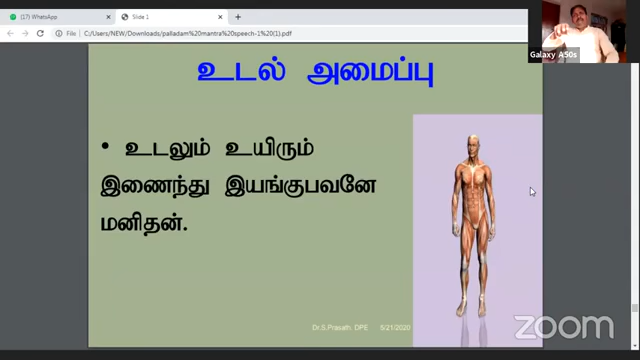 (17) WhatsApp
Slide 1
File
C:/Users/NEW/Downloads/palladam%20mantra%20speech-1%20(1).pdf
Galaxy A50s
உடல் அமைப்பு
• உடலும் உயிரும்
இணைந்து இயங்குபவனே
மனிதன்.
Dr.S.Prasath, DPE 5/21/2020
zoom